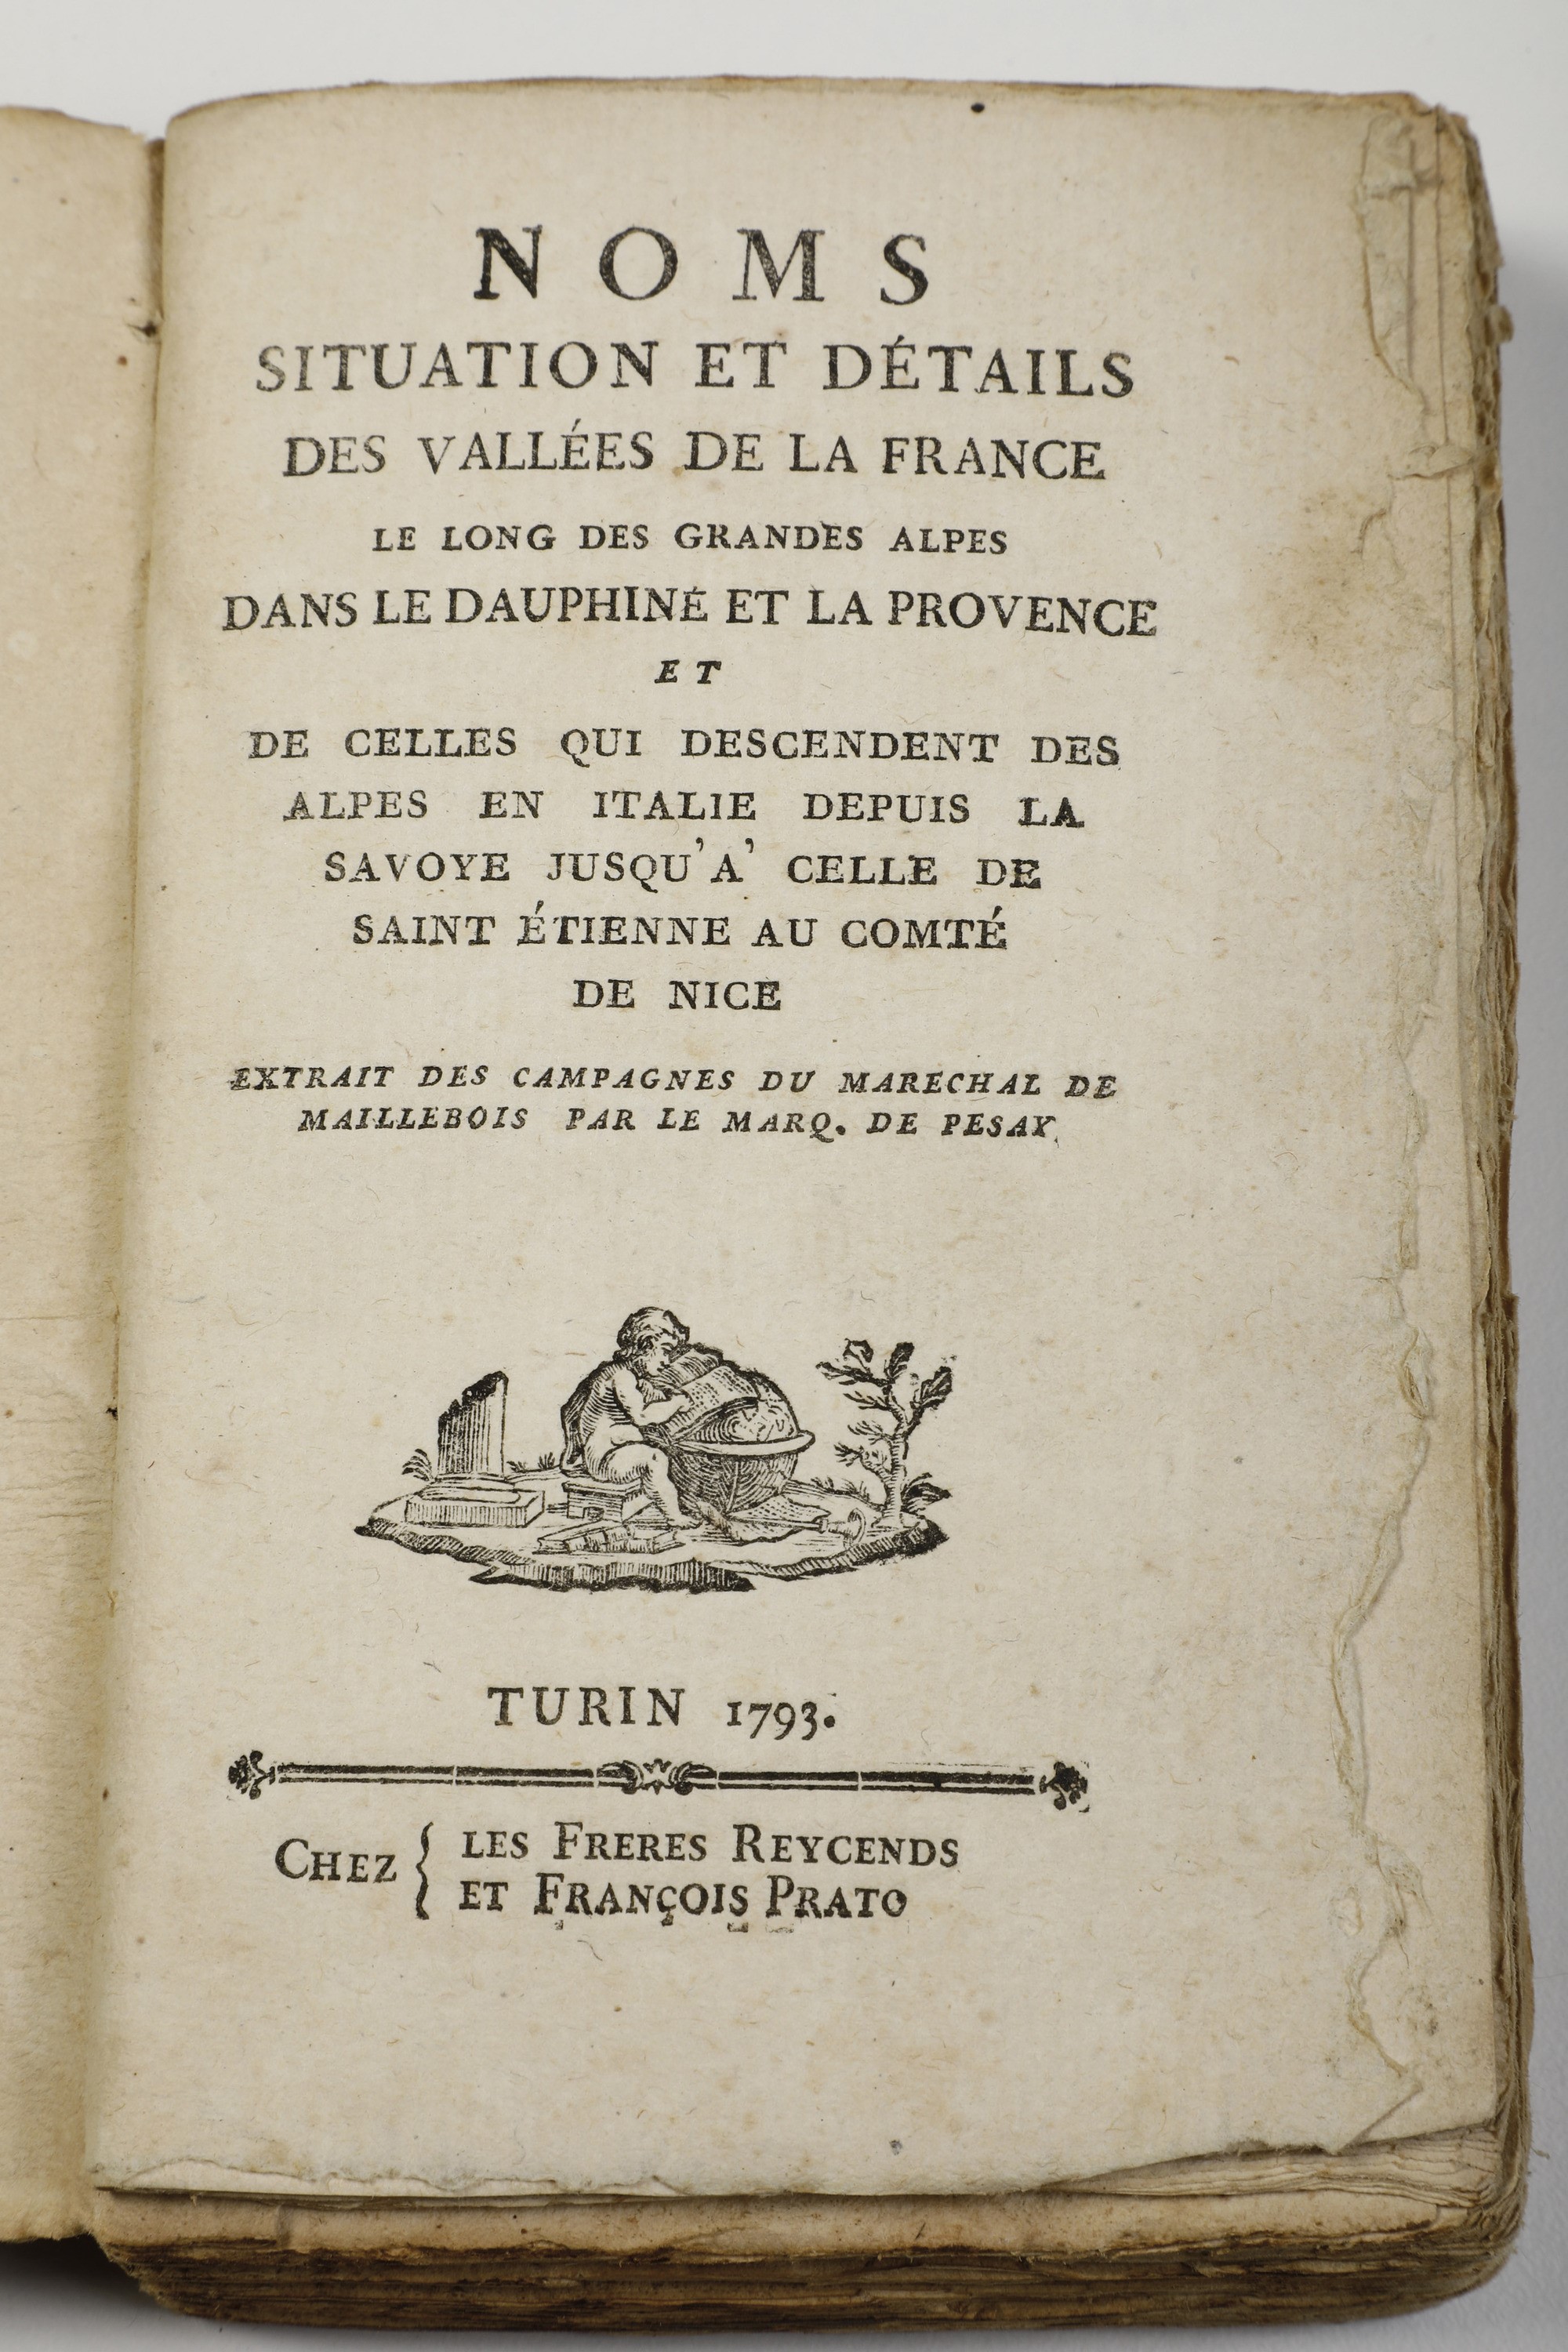 NOMS
SITUATION ET DÉTAILS
DES VALLÉES DE LA FRANCE
LE LONG DES GRANDES ALPES
DANS LE DAUPHINÉ ET LA PROVENCE
ET
DE CELLES QUI DESCENDENT DES
ALPES EN ITALIE DEPUIS LA
SAVOYE JUSQU'A' CELLE DE
SAINT ÉTIENNE AU COMTÉ
DE NICE
EXTRAIT DES CAMPAGNES DU MARECHAL DE
MAILLEBOIS PAR LE MARQ. DE PESAY.
TURIN 1793.
CHEZ { LES FRERES REYCENDS
ET FRANÇOIS PRATO